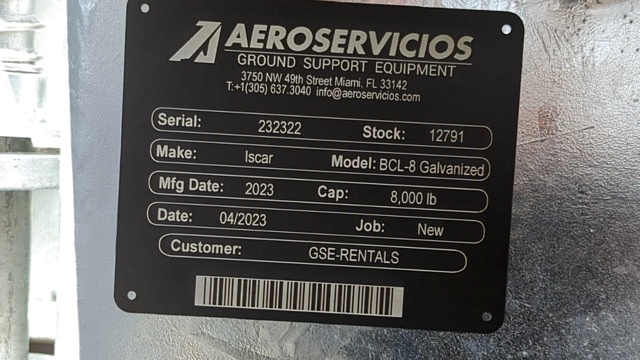 AEROSERVICIOS
GROUND SUPPORT EQUIPMENT
3750 NW 49th Street Miami, FL 33142
T:+1(305) 637.3040 info@aeroservicios.com
Serial: 232322 Stock: 12791
Make: Iscar Model: BCL-8 Galvanized
Mfg Date: 2023 Cap: 8,000 lb
Date: 04/2023 Job: New
Customer: GSE-RENTALS